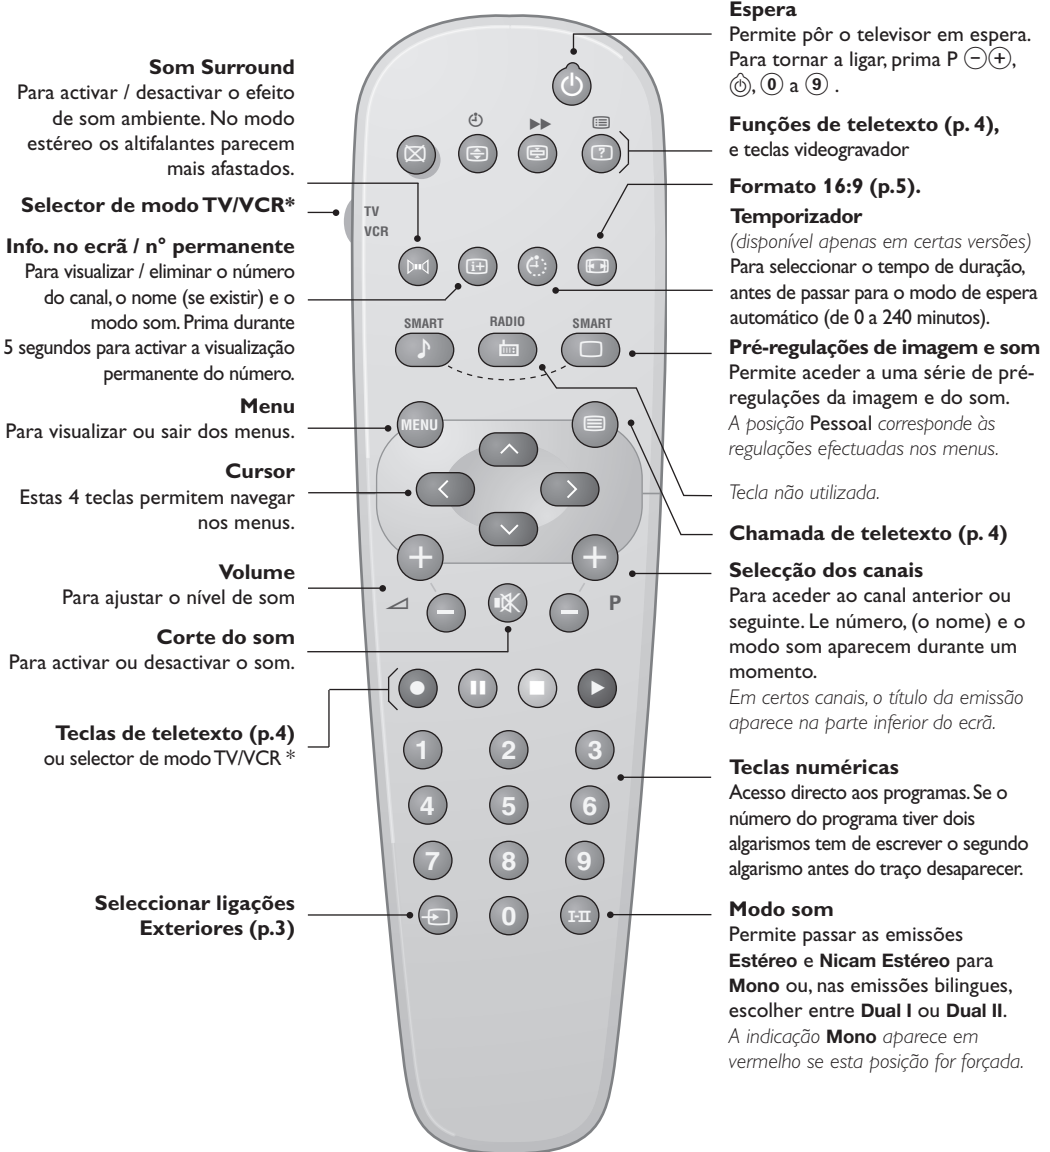 Som Surround
Para activar / desactivar o efeito
de som ambiente. No modo
estéreo os altifalantes parecem
mais afastados.
Selector de modo TV/VCR*
Info. no ecrã / n° permanente
Para visualizar / eliminar o número
do canal, o nome (se existir) e o
modo som. Prima durante
5 segundos para activar a visualização
permanente do número.
Menu
Para visualizar ou sair dos menus.
Cursor
Estas 4 teclas permitem navegar
nos menus.
Volume
Para ajustar o nível de som
Corte do som
Para activar ou desactivar o som.
Teclas de teletexto (p.4)
ou selector de modo TV/VCR *
Seleccionar ligações
Exteriores (p.3)
TV
VCR
SMART RADIO SMART
MENU
P
1 2 3
4 5 6
7 8 9
0 I-II
Espera
Permite pôr o televisor em espera.
Para tornar a ligar, prima P − +,
⏻, 0 a 9 .
Funções de teletexto (p. 4),
e teclas videogravador
Formato 16:9 (p.5).
Temporizador
(disponível apenas em certas versões)
Para seleccionar o tempo de duração,
antes de passar para o modo de espera
automático (de 0 a 240 minutos).
Pré-regulações de imagem e som
Permite aceder a uma série de pré-
regulações da imagem e do som.
A posição Pessoal corresponde às
regulações efectuadas nos menus.
Tecla não utilizada.
Chamada de teletexto (p. 4)
Selecção dos canais
Para aceder ao canal anterior ou
seguinte. Le número, (o nome) e o
modo som aparecem durante um
momento.
Em certos canais, o título da emissão
aparece na parte inferior do ecrã.
Teclas numéricas
Acesso directo aos programas. Se o
número do programa tiver dois
algarismos tem de escrever o segundo
algarismo antes do traço desaparecer.
Modo som
Permite passar as emissões
Estéreo e Nicam Estéreo para
Mono ou, nas emissões bilingues,
escolher entre Dual I ou Dual II.
A indicação Mono aparece em
vermelho se esta posição for forçada.